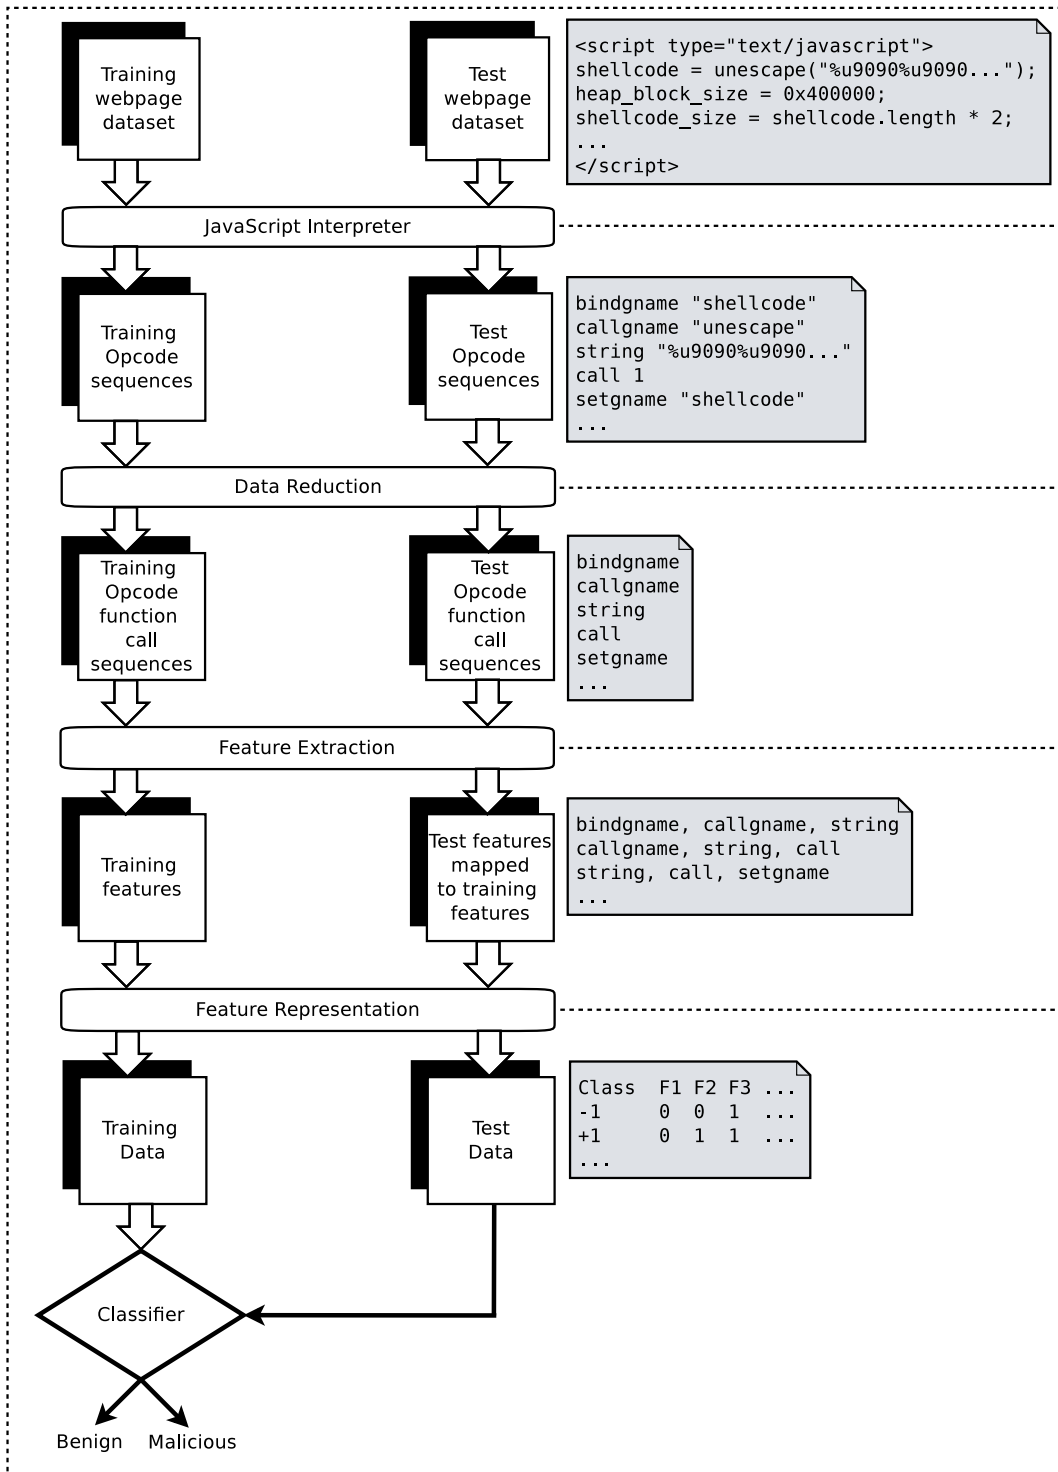 Training
webpage
dataset
Test
webpage
dataset
<script type="text/javascript">
shellcode = unescape("%u9090%u9090...");
heap_block_size = 0x400000;
shellcode_size = shellcode.length * 2;
...
</script>
JavaScript Interpreter
Training
Opcode
sequences
Test
Opcode
sequences
bindgname "shellcode"
callgname "unescape"
string "%u9090%u9090..."
call 1
setgname "shellcode"
...
Data Reduction
Training
Opcode
function
call
sequences
Test
Opcode
function
call
sequences
bindgname
callgname
string
call
setgname
...
Feature Extraction
Training
features
Test features
mapped
to training
features
bindgname, callgname, string
callgname, string, call
string, call, setgname
...
Feature Representation
Training
Data
Test
Data
Class F1 F2 F3 ...
-1 0 0 1 ...
+1 0 1 1 ...
...
Classifier
Benign Malicious